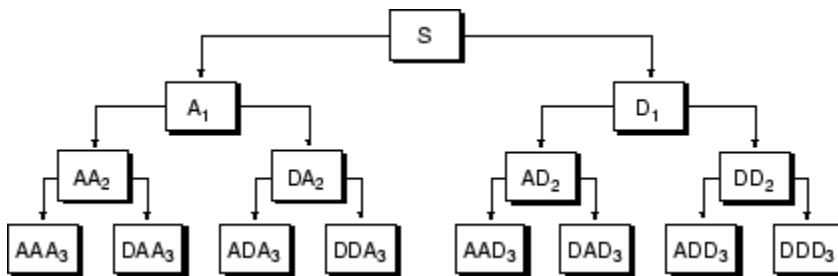 S
A₁ D₁
AA₂ DA₂ AD₂ DD₂
AAA₃ DAA₃ ADA₃ DDA₃ AAD₃ DAD₃ ADD₃ DDD₃